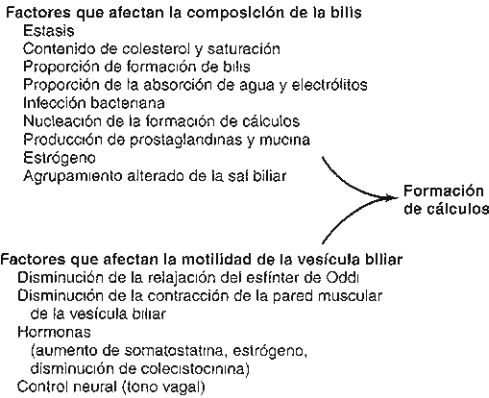 Factores que afectan la composición de la bilis
Estasis
Contenido de colesterol y saturación
Proporción de formación de bilis
Proporción de la absorción de agua y electrólitos
Infección bacteriana
Nucleación de la formación de cálculos
Producción de prostaglandinas y mucina
Estrógeno
Agrupamiento alterado de la sal biliar
Formación
de cálculos
Factores que afectan la motilidad de la vesícula biliar
Disminución de la relajación del esfínter de Oddi
Disminución de la contracción de la pared muscular
de la vesícula biliar
Hormonas
(aumento de somatostatina, estrógeno,
disminución de colecistocinina)
Control neural (tono vagal)